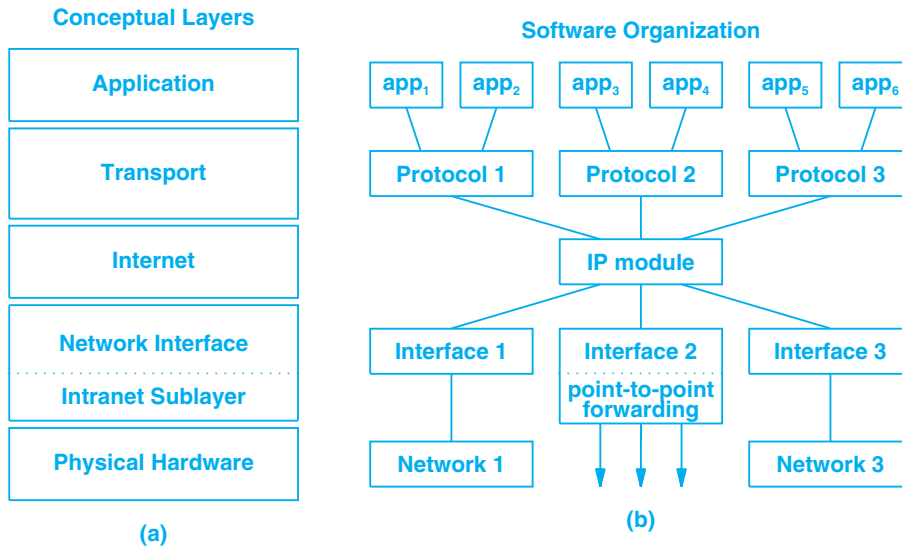 Conceptual Layers
Application
Transport
Internet
Network Interface
Intranet Sublayer
Physical Hardware
(a)
Software Organization
app1 app2 app3 app4 app5 app6
Protocol 1 Protocol 2 Protocol 3
IP module
Interface 1 Interface 2 Interface 3
point-to-point
forwarding
Network 1 Network 3
(b)